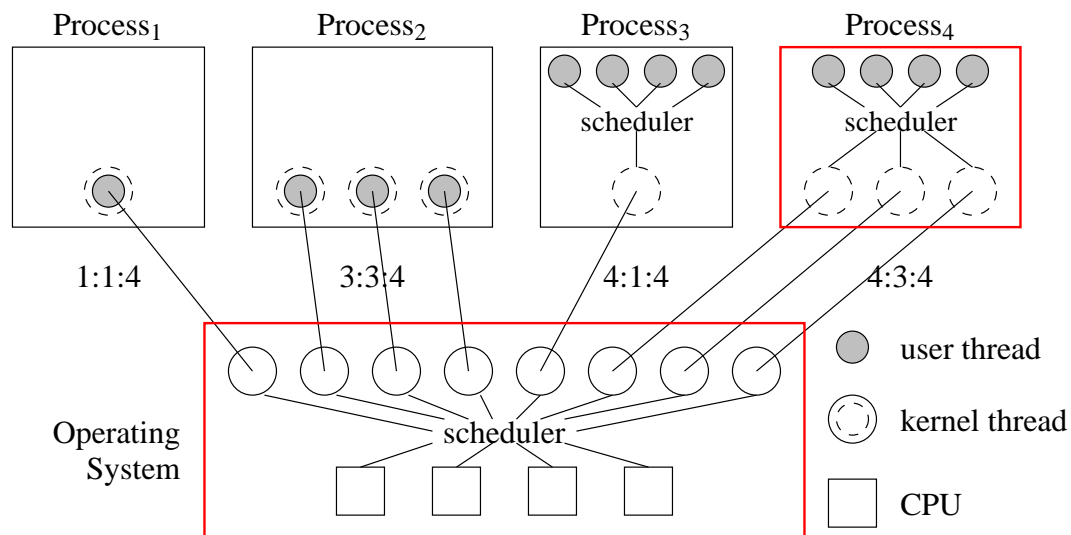 Process₁ Process₂ Process₃ Process₄
scheduler scheduler
1:1:4 3:3:4 4:1:4 4:3:4
user thread
kernel thread
Operating
System
scheduler
CPU